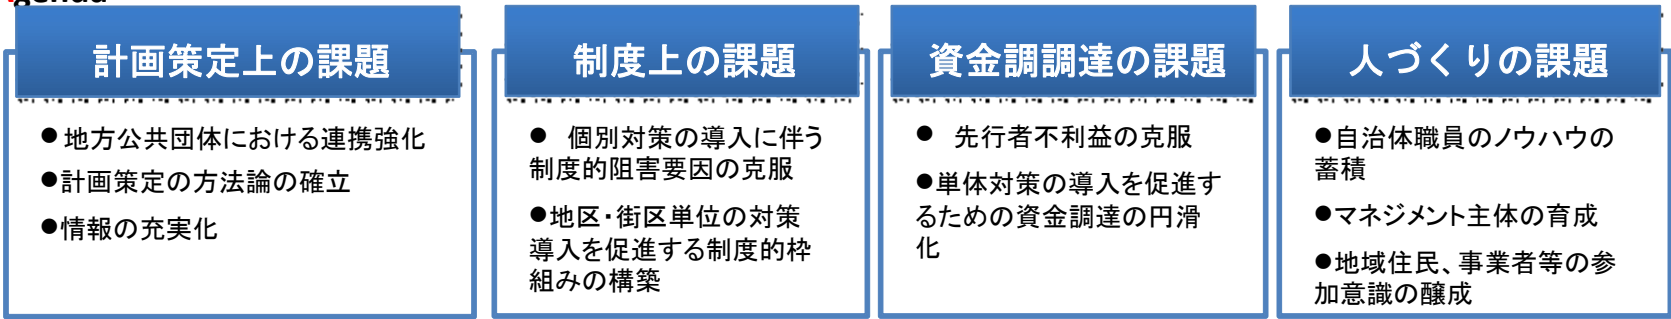 genda
計画策定上の課題
●地方公共団体における連携強化
●計画策定の方法論の確立
●情報の充実化
制度上の課題
● 個別対策の導入に伴う
制度的阻害要因の克服
●地区・街区単位の対策
導入を促進する制度的枠
組みの構築
資金調調達の課題
● 先行者不利益の克服
●単体対策の導入を促進す
るための資金調達の円滑
化
人づくりの課題
●自治体職員のノウハウの
蓄積
●マネジメント主体の育成
●地域住民、事業者等の参
加意識の醸成